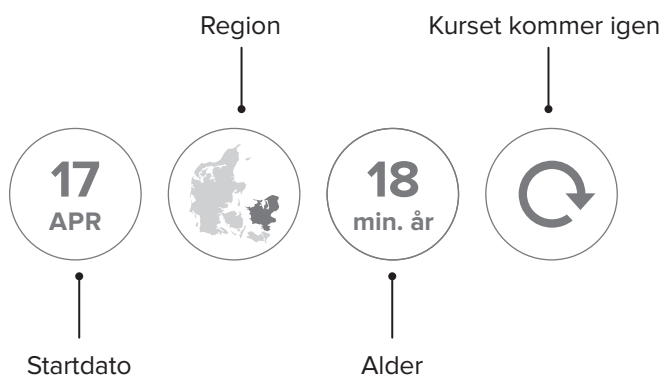 Region
Kurset kommer igen
17
APR
18
min. år
Startdato
Alder